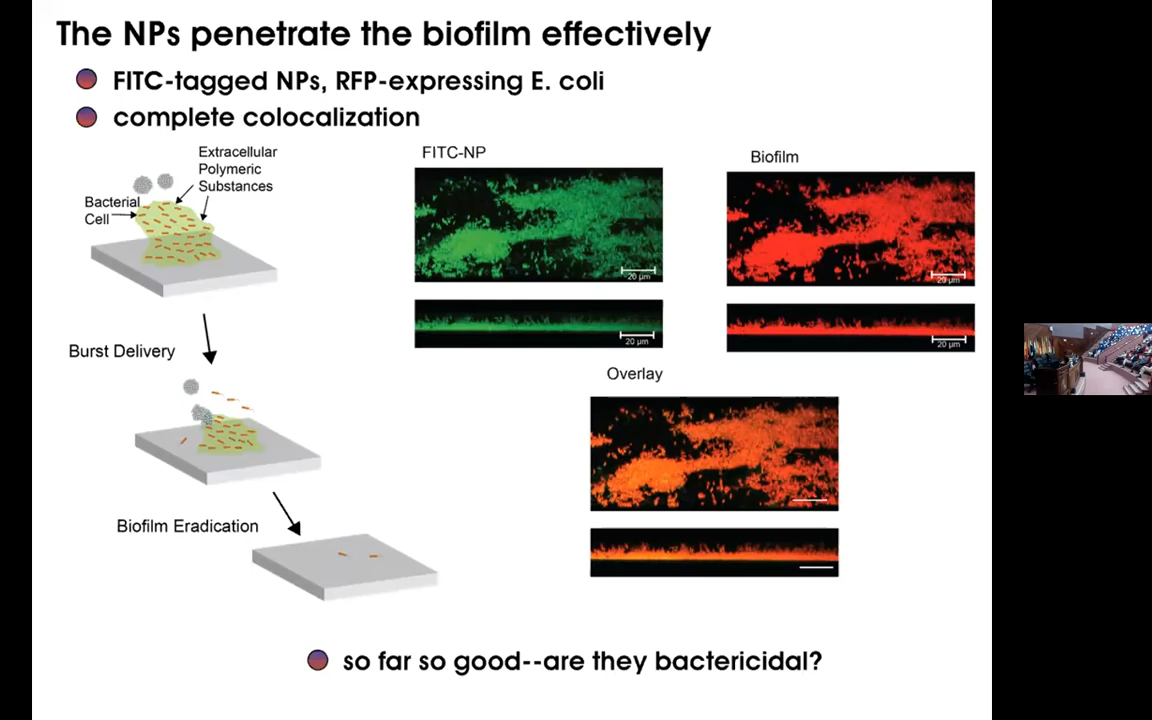 The NPs penetrate the biofilm effectively
FITC-tagged NPs, RFP-expressing E. coli
complete colocalization
Extracellular
Polymeric
Substances
Bacterial
Cell
Burst Delivery
Biofilm Eradication
FITC-NP
20 µm
20 µm
Biofilm
20 µm
20 µm
Overlay
so far so good--are they bactericidal?